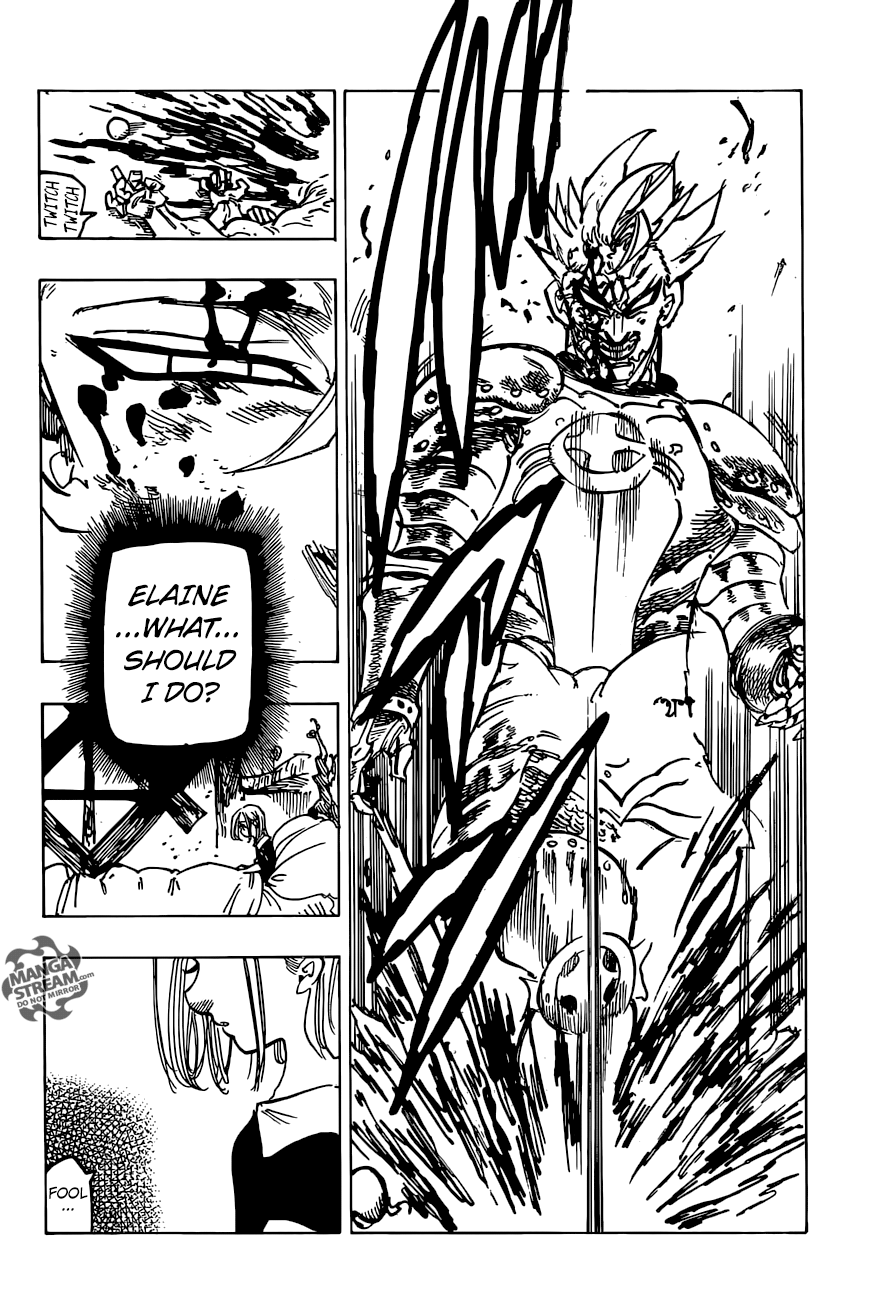 TWITCH
TWITCH
ELAINE
...WHAT...
SHOULD
I DO?
MANGA
STREAM.com
DO NOT MIRROR
FOOL
...